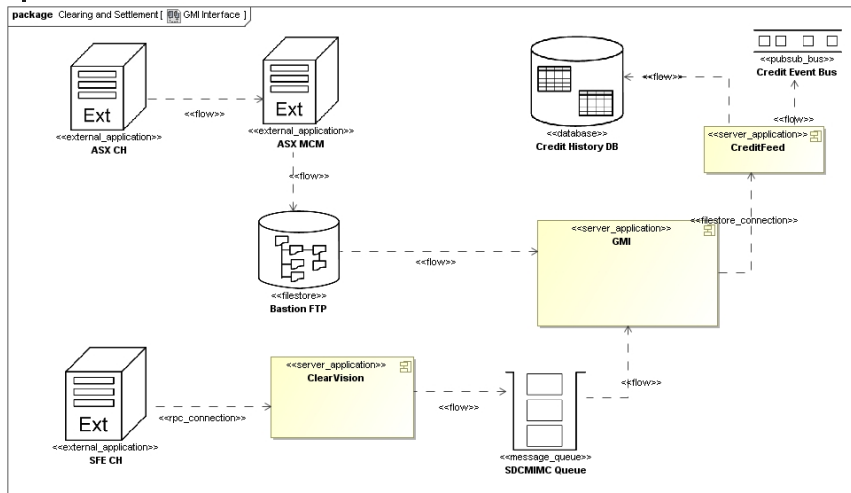 package Clearing and Settlement [ GMI Interface ]
Ext
<<external_application>>
ASX CH
<<flow>>
Ext
<<external_application>>
ASX MCM
<<flow>>
<<database>>
Credit History DB
<<flow>>
<<pubsub_bus>>
Credit Event Bus
<<flow>>
<<server_application>>
CreditFeed
<<filestore_connection>>
<<filestore>>
Bastion FTP
<<flow>>
<<server_application>>
GMI
Ext
<<external_application>>
SFE CH
<<rpc_connection>>
<<server_application>>
ClearVision
<<flow>>
<<message_queue>>
SDCMIMC Queue
<<flow>>